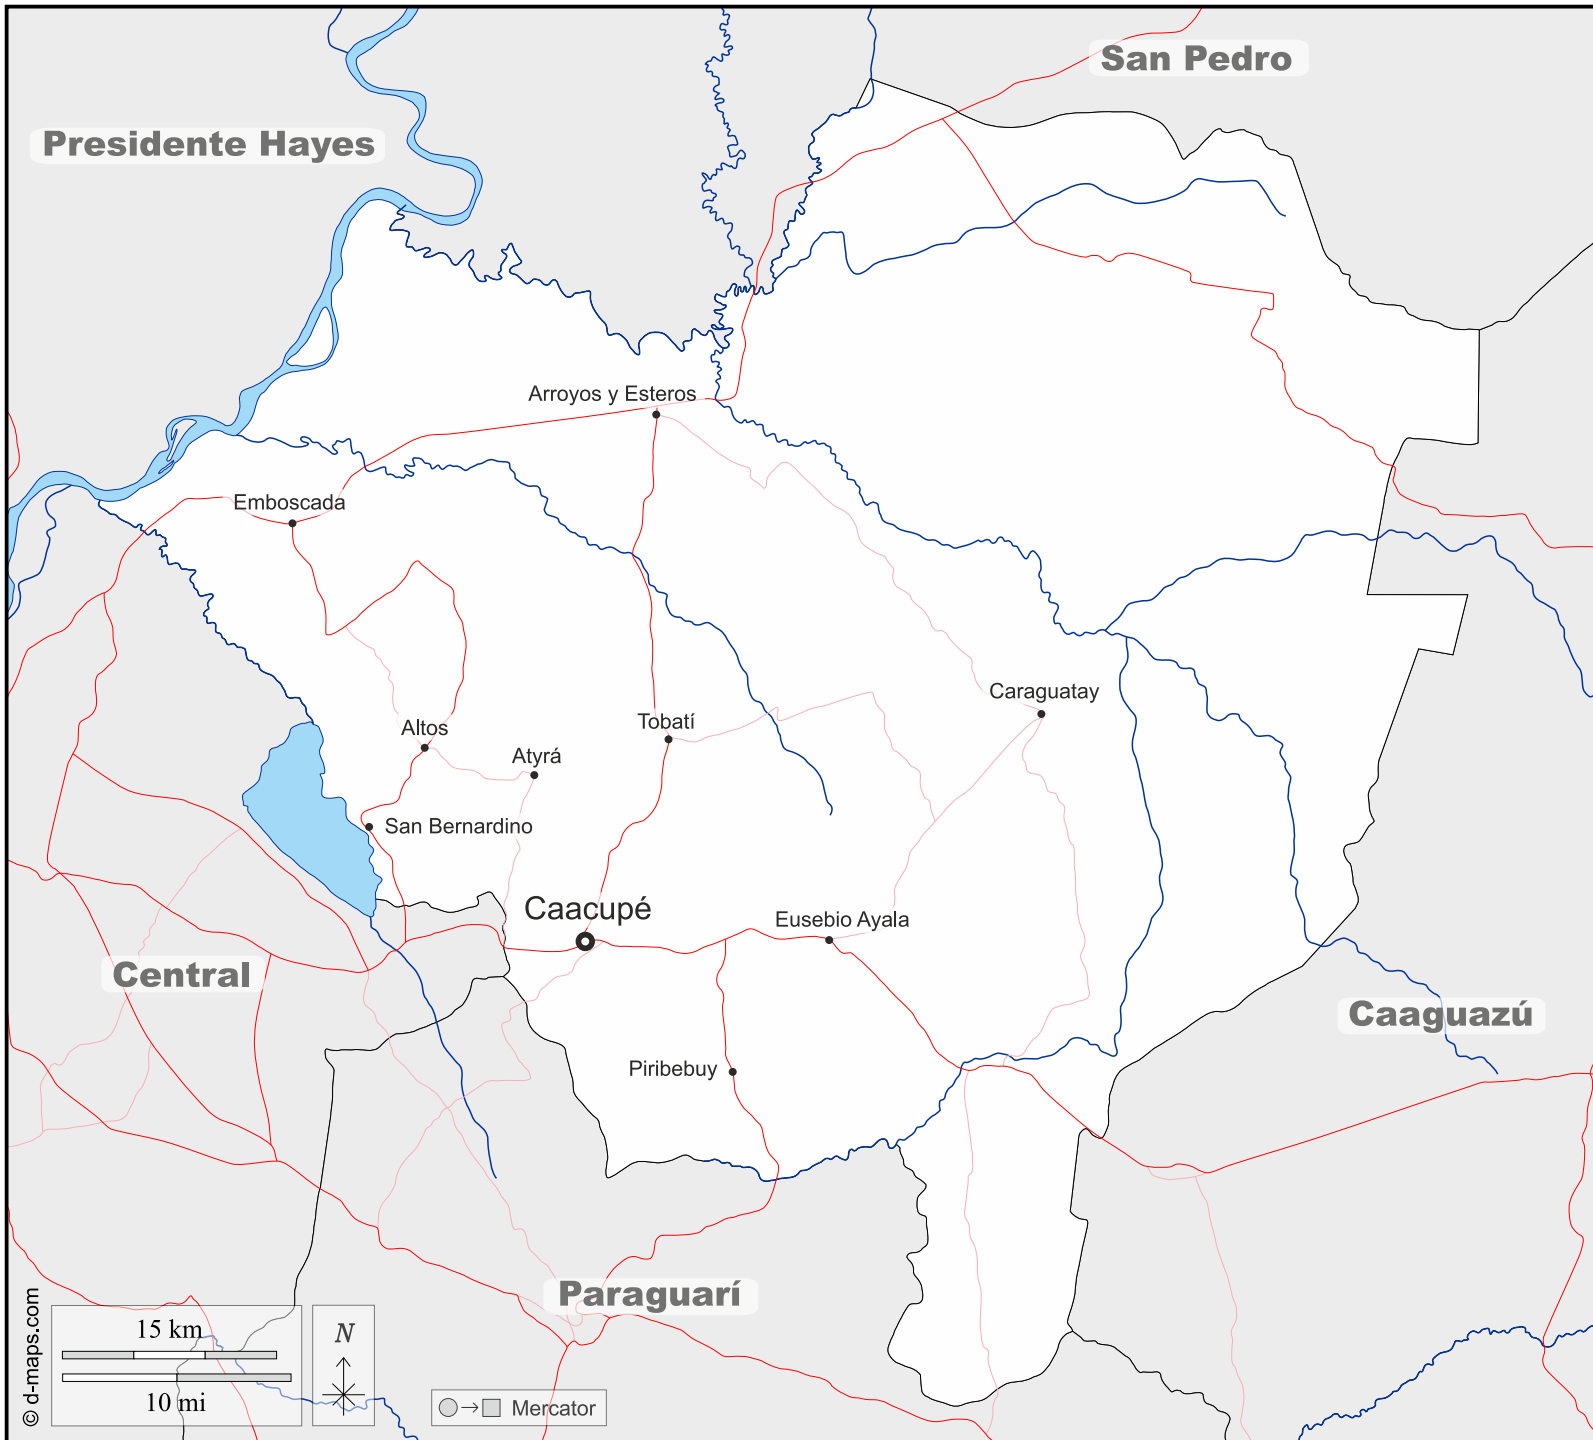 San Pedro
Presidente Hayes
Arroyos y Esteros
Emboscada
Caraguatay
Tobatí
Altos
Atyrá
San Bernardino
Caacupé
Eusebio Ayala
Central
Caaguazú
Piribebuy
Paraguarí
© d-maps.com
15 km
10 mi
N
Mercator